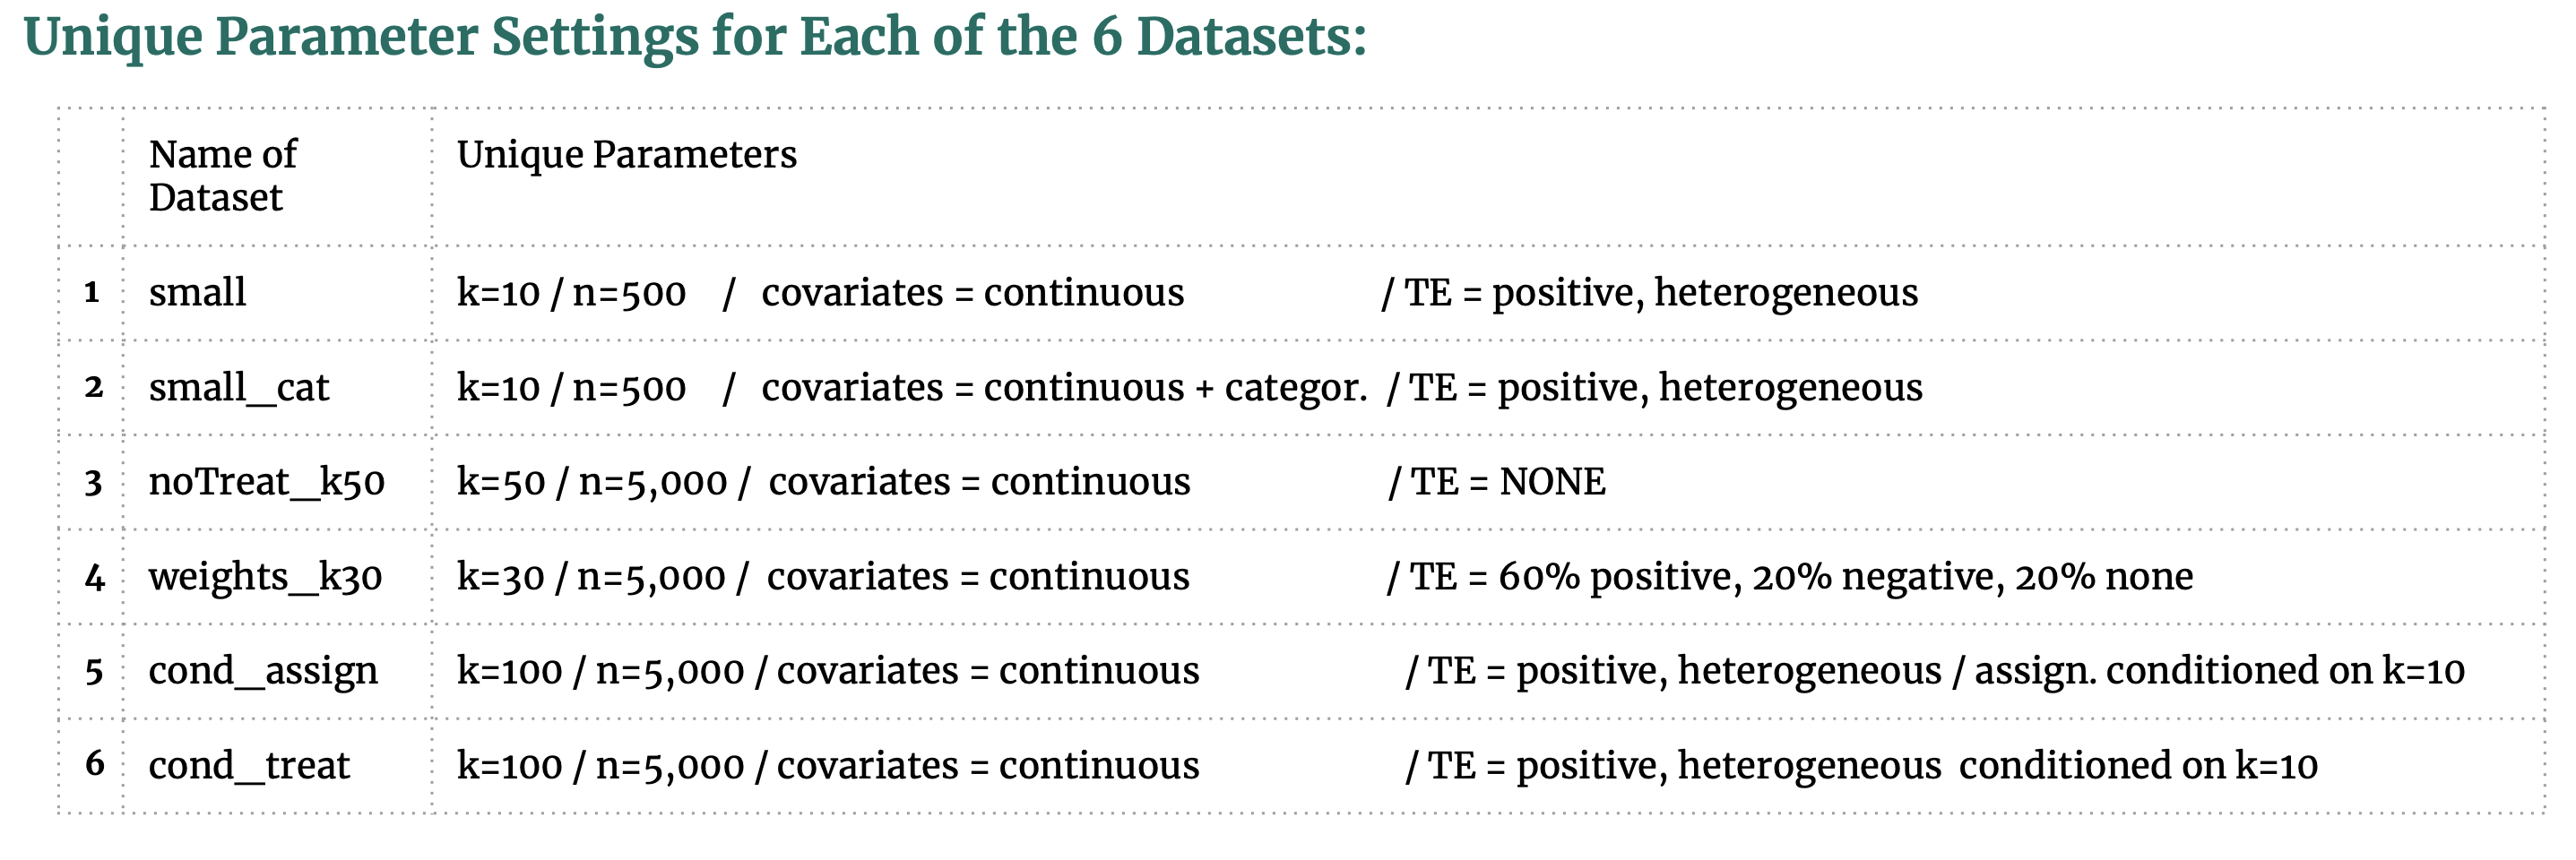 Unique Parameter Settings for Each of the 6 Datasets:
Name of
Dataset
Unique Parameters
1 small k=10 / n=500 / covariates = continuous / TE = positive, heterogeneous
2 small_cat k=10 / n=500 / covariates = continuous + categor. / TE = positive, heterogeneous
3 noTreat_k50 k=50 / n=5,000 / covariates = continuous / TE = NONE
4 weights_k30 k=30 / n=5,000 / covariates = continuous / TE = 60% positive, 20% negative, 20% none
5 cond_assign k=100 / n=5,000 / covariates = continuous / TE = positive, heterogeneous / assign. conditioned on k=10
6 cond_treat k=100 / n=5,000 / covariates = continuous / TE = positive, heterogeneous conditioned on k=10